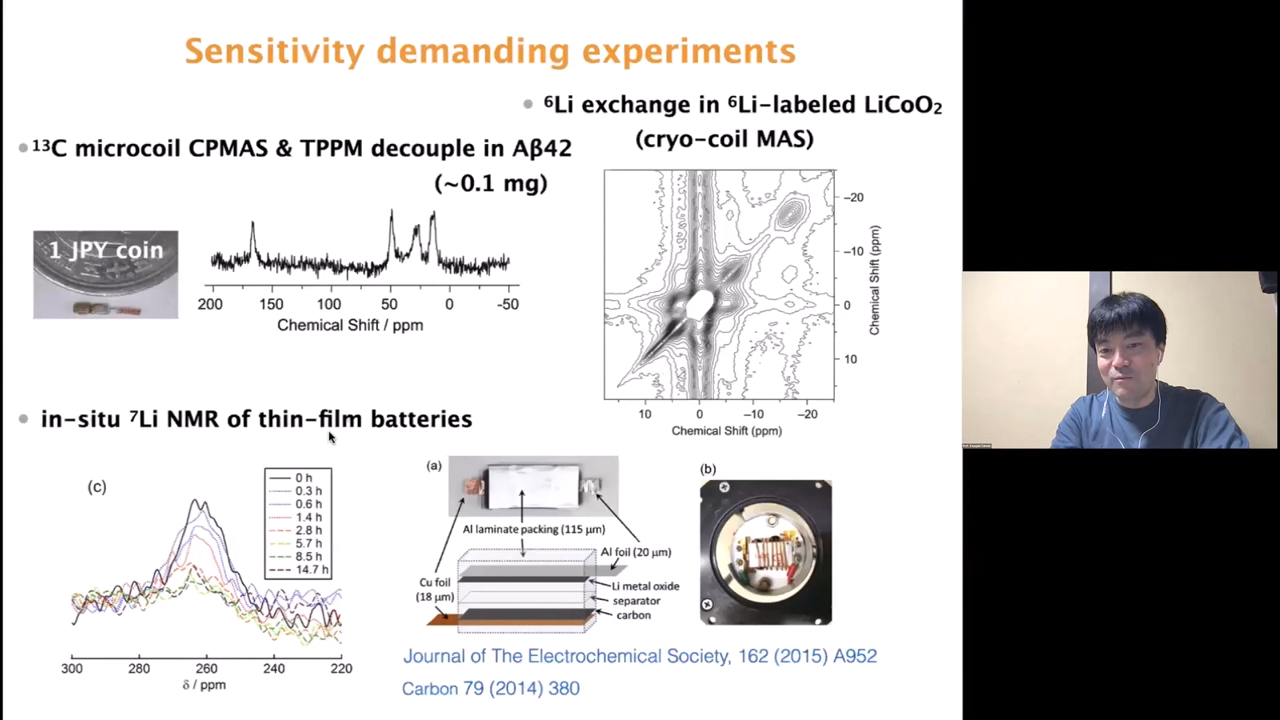 Sensitivity demanding experiments
• ⁶Li exchange in ⁶Li-labeled LiCoO₂
(cryo-coil MAS)
• ¹³C microcoil CPMAS & TPPM decouple in Aβ42
(~0.1 mg)
1 JPY coin
200 150 100 50 0 -50
Chemical Shift / ppm
-20
-10
0
10
Chemical Shift (ppm)
10 0 -10 -20
Chemical Shift (ppm)
• in-situ ⁷Li NMR of thin-film batteries
(c)
0 h
0.3 h
0.6 h
1.4 h
2.8 h
5.7 h
8.5 h
14.7 h
300 280 260 240 220
δ / ppm
(a)
Al laminate packing (115 μm)
Al foil (20 μm)
Cu foil
(18 μm)
Li metal oxide
separator
carbon
(b)
Journal of The Electrochemical Society, 162 (2015) A952
Carbon 79 (2014) 380